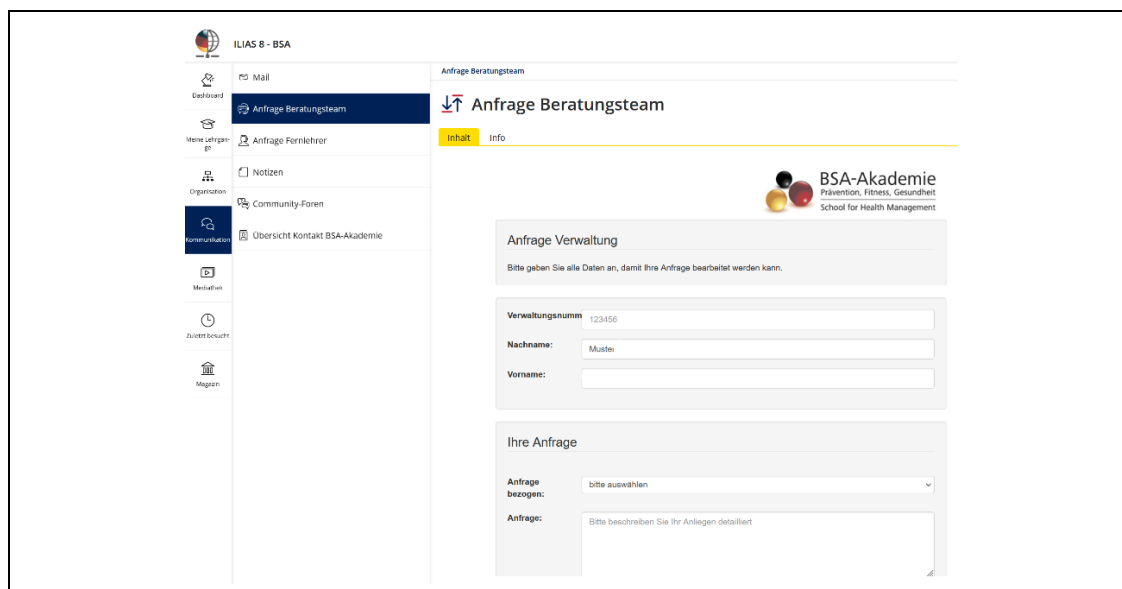 ILIAS 8 - BSA
Dashboard
Meine Lehrgän-
ge
Organisation
Kommunikation
Mediathek
Zuletzt besucht
Magazin
Mail
Anfrage Beratungsteam
Anfrage Fernlehrer
Notizen
Community-Foren
Übersicht Kontakt BSA-Akademie
Anfrage Beratungsteam
Anfrage Beratungsteam
Inhalt Info
BSA-Akademie
Prävention, Fitness, Gesundheit
School for Health Management
Anfrage Verwaltung
Bitte geben Sie alle Daten an, damit Ihre Anfrage bearbeitet werden kann.
Verwaltungsnumm 123456
Nachname: Muster
Vorname:
Ihre Anfrage
Anfrage
bezogen: bitte auswählen
Anfrage: Bitte beschreiben Sie Ihr Anliegen detailliert